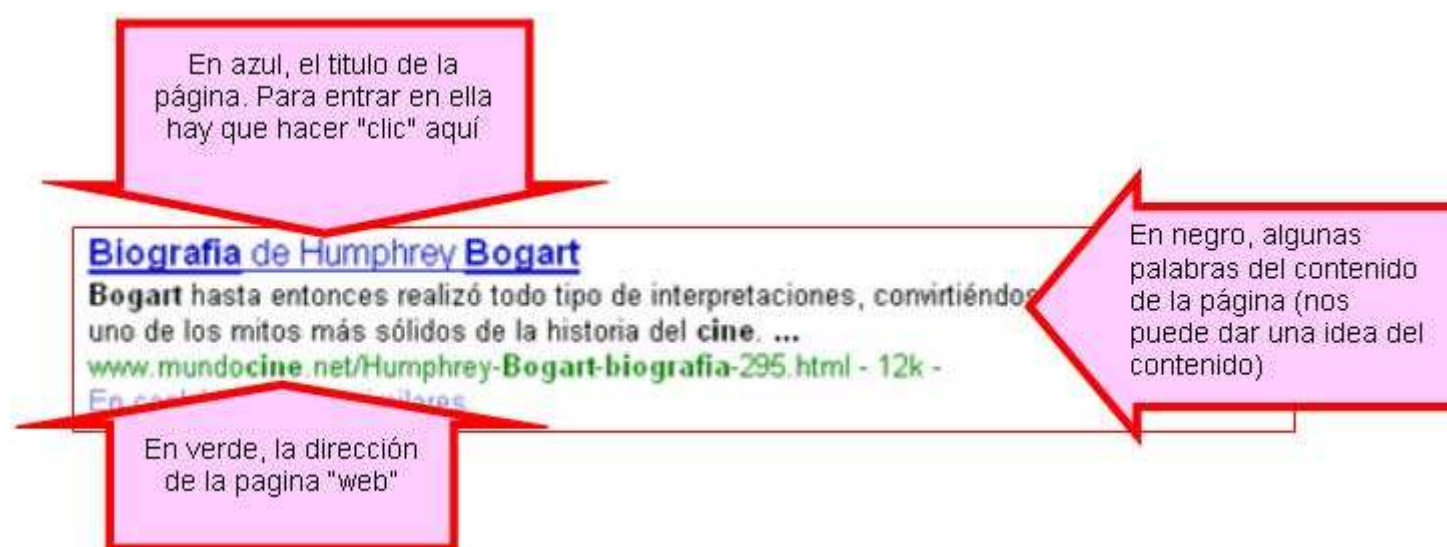 En azul, el titulo de la
página. Para entrar en ella
hay que hacer "clic" aquí
Biografia de Humphrey Bogart
Bogart hasta entonces realizó todo tipo de interpretaciones, convirtiéndos
uno de los mitos más sólidos de la historia del cine. ...
www.mundocine.net/Humphrey-Bogart-biografia-295.html - 12k -
En negro, algunas
palabras del contenido
de la página (nos
puede dar una idea del
contenido)
En verde, la dirección
de la pagina "web"